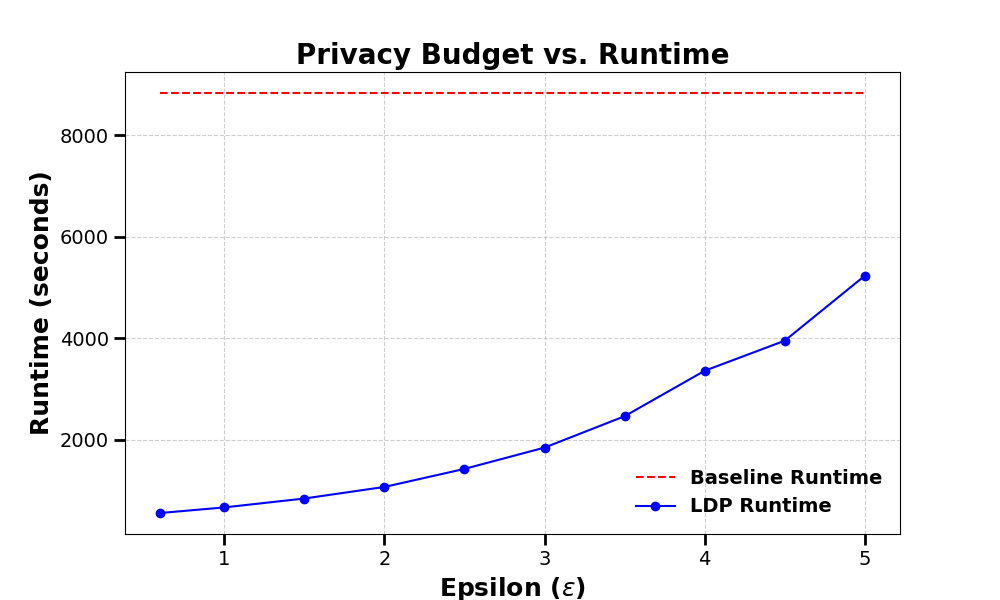 Privacy Budget vs. Runtime
Runtime (seconds)
8000
6000
4000
2000
Baseline Runtime
LDP Runtime
1 2 3 4 5
Epsilon (ε)